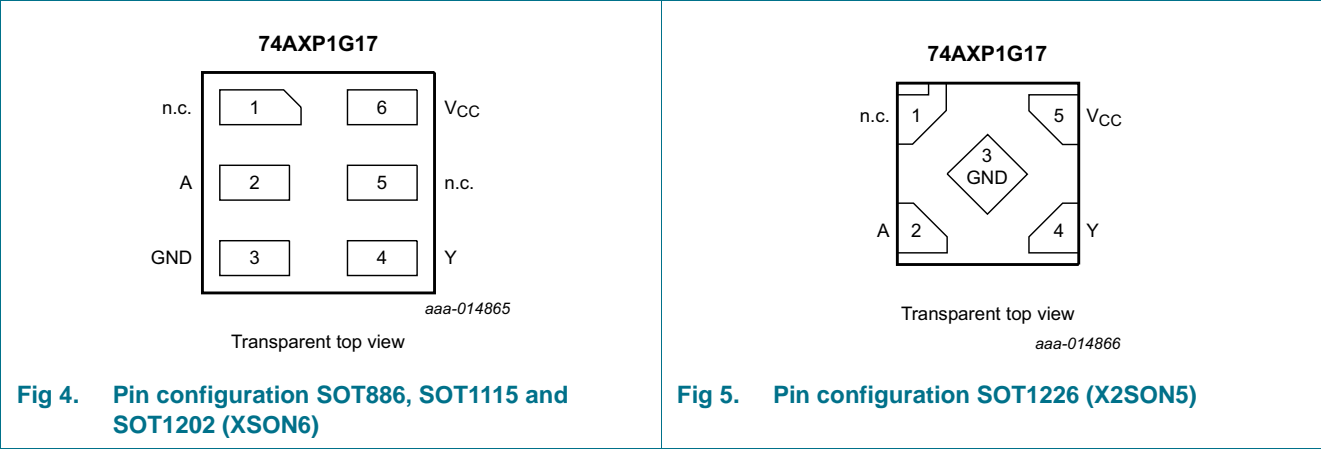 74AXP1G17
n.c. 1 6 VCC
A 2 5 n.c.
GND 3 4 Y
aaa-014865
Transparent top view
Fig 4. Pin configuration SOT886, SOT1115 and
SOT1202 (XSON6)
74AXP1G17
n.c. 1 5 VCC
3
GND
A 2 4 Y
Transparent top view
aaa-014866
Fig 5. Pin configuration SOT1226 (X2SON5)